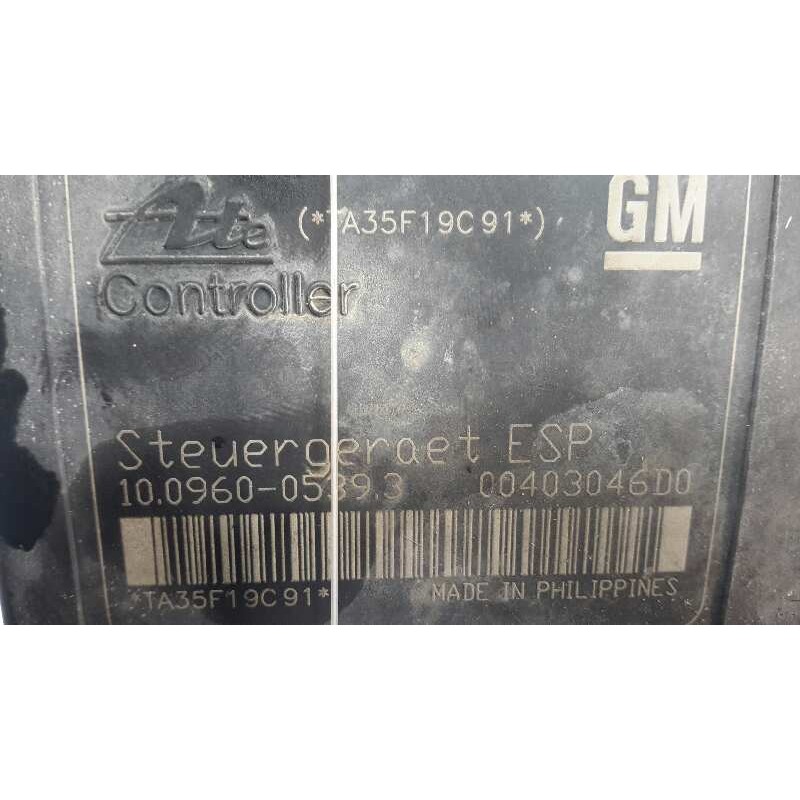 Ate (*TA35F19C91*) GM
Controller
Steuergeraet ESP
10.0960-0539.3 00403046D0
*TA35F19C91* MADE IN PHILIPPINES